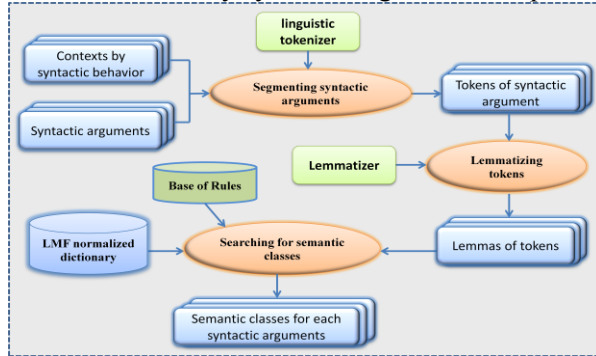 linguistic
tokenizer
Contexts by
syntactic behavior
Segmenting syntactic
arguments
Tokens of syntactic
argument
Syntactic arguments
Lemmatizer
Lemmatizing
tokens
Base of Rules
LMF normalized
dictionary
Searching for semantic
classes
Lemmas of tokens
Semantic classes for each
syntactic arguments